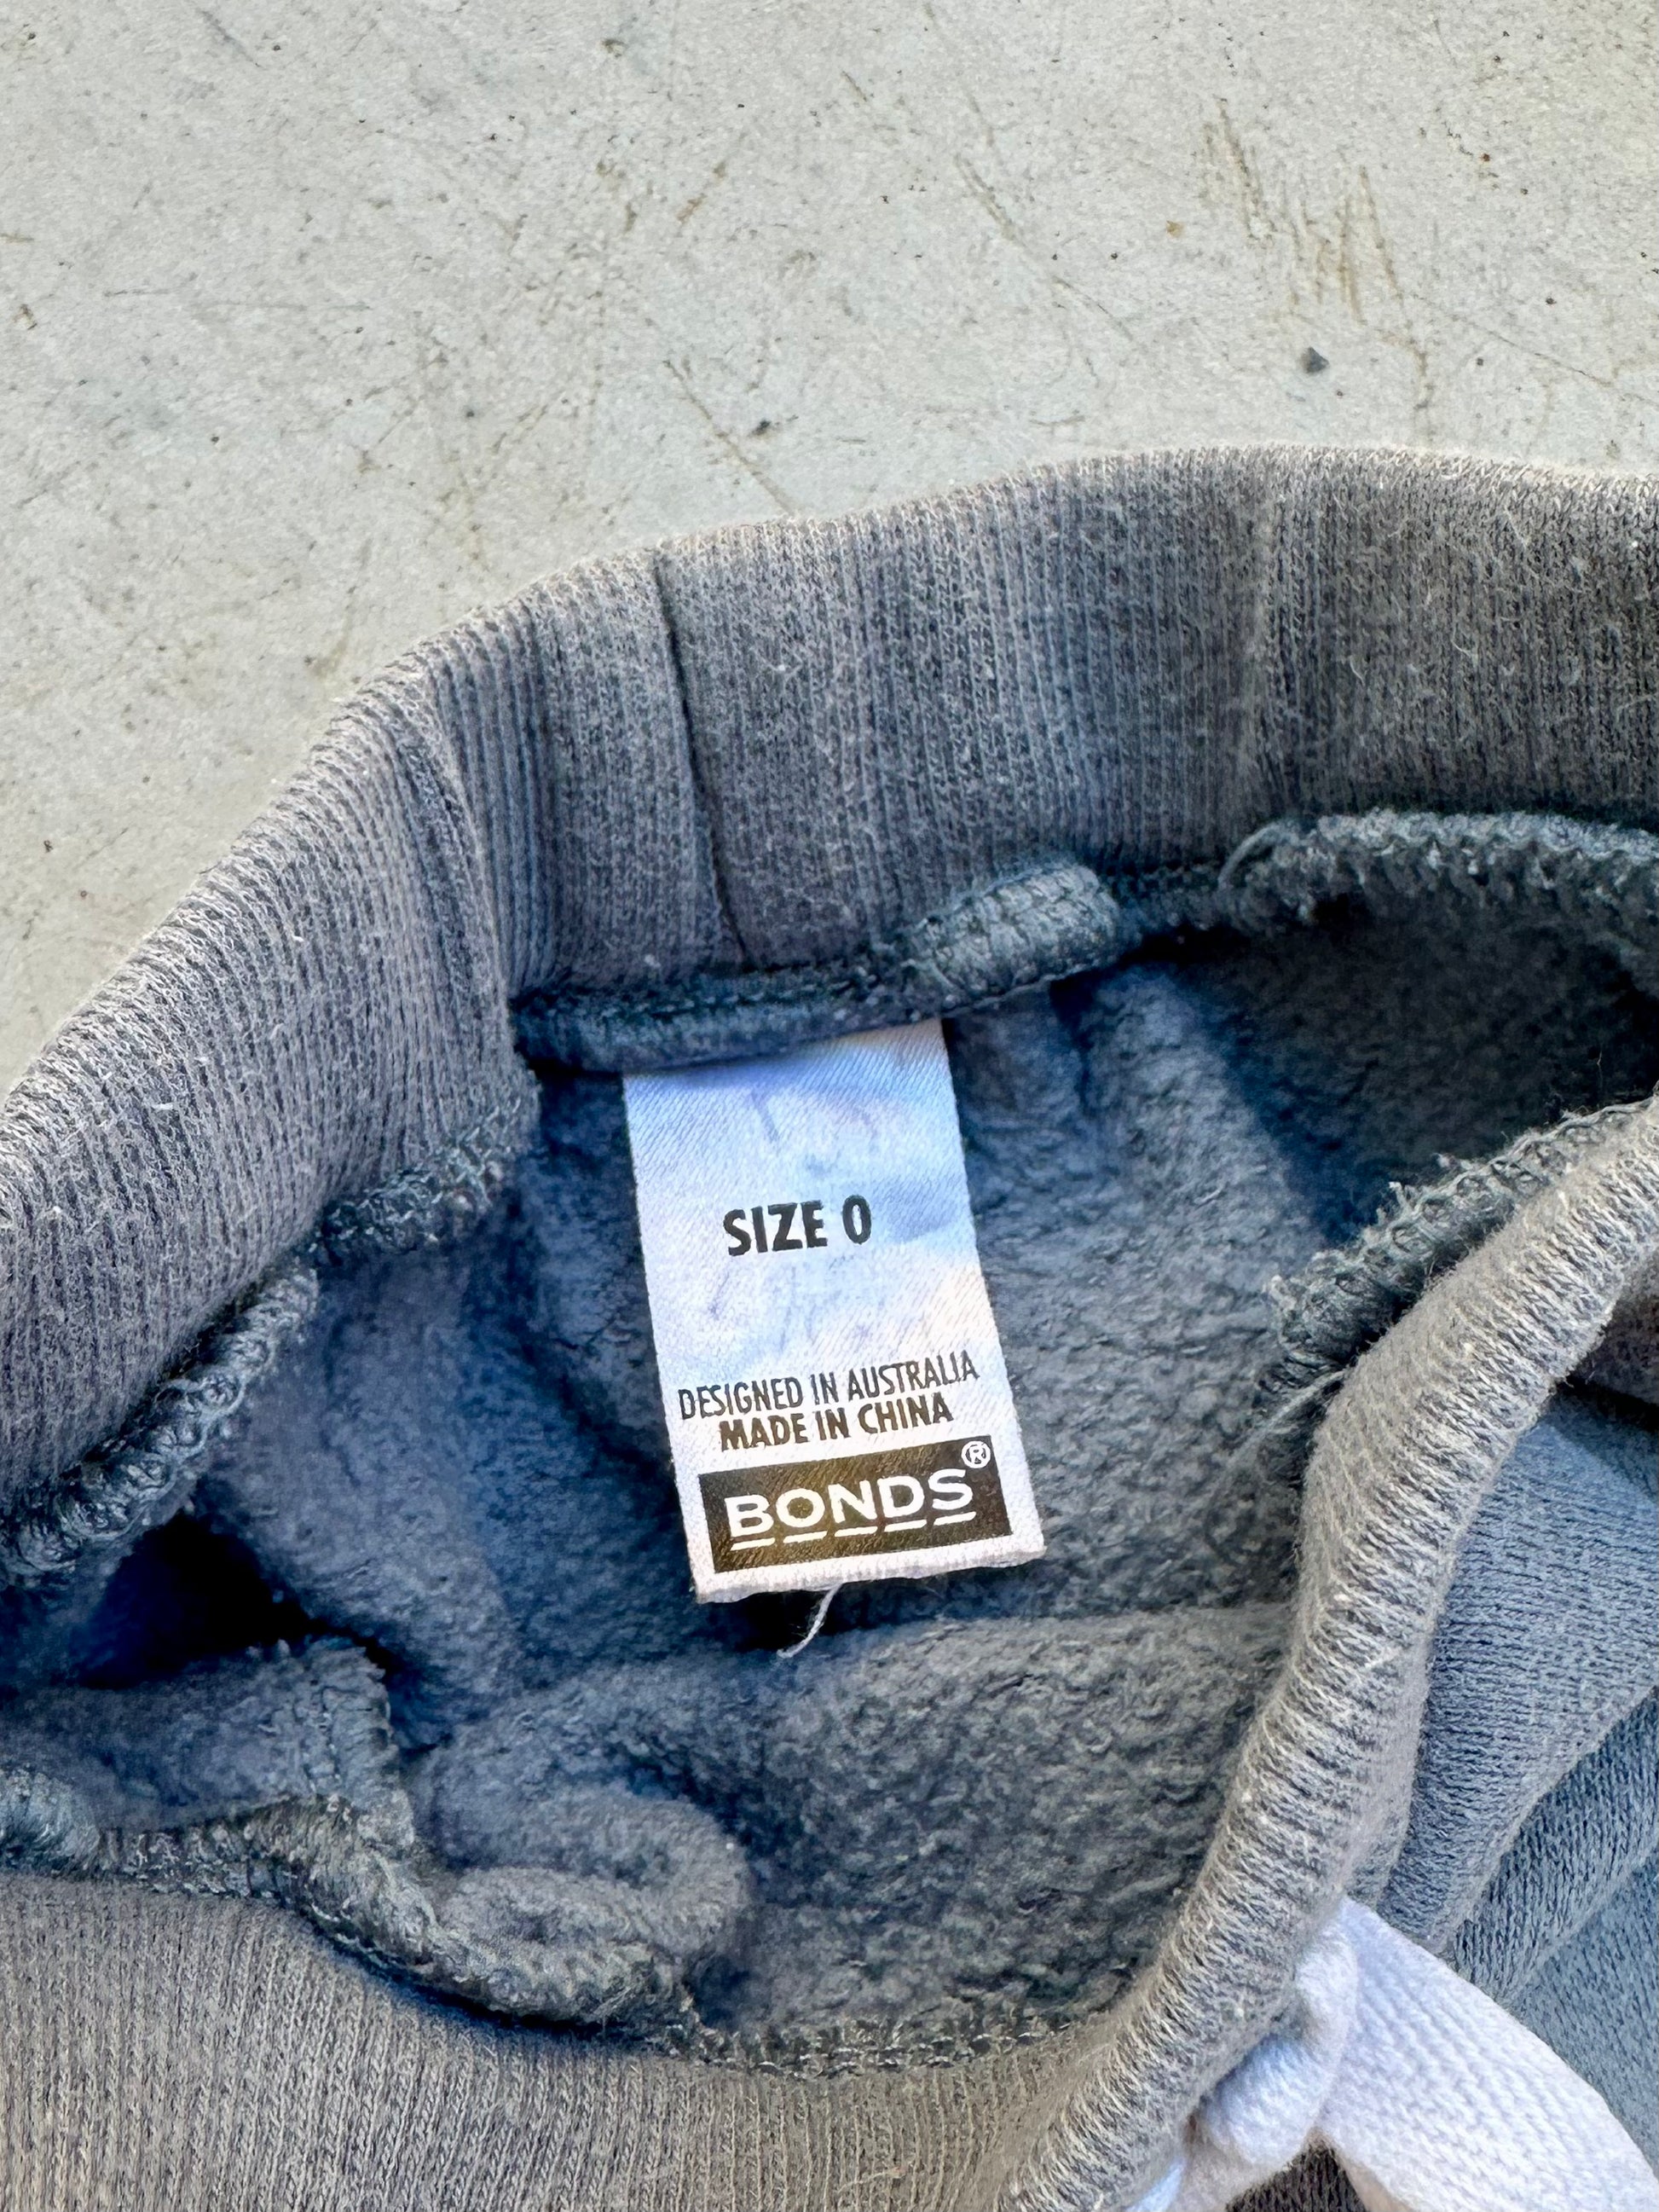 SIZE 0
DESIGNED IN AUSTRALIA
MADE IN CHINA
BONDS®